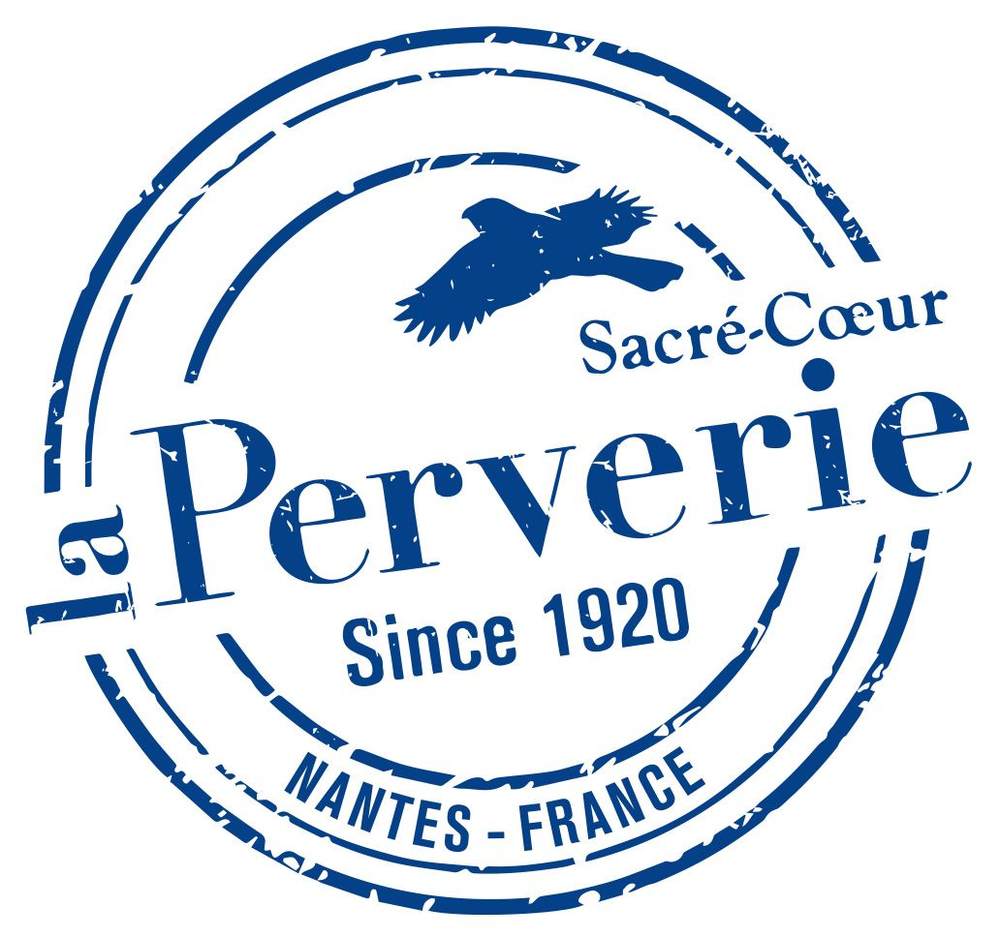 Sacré-Cœur
la Perverie
Since 1920
NANTES - FRANCE